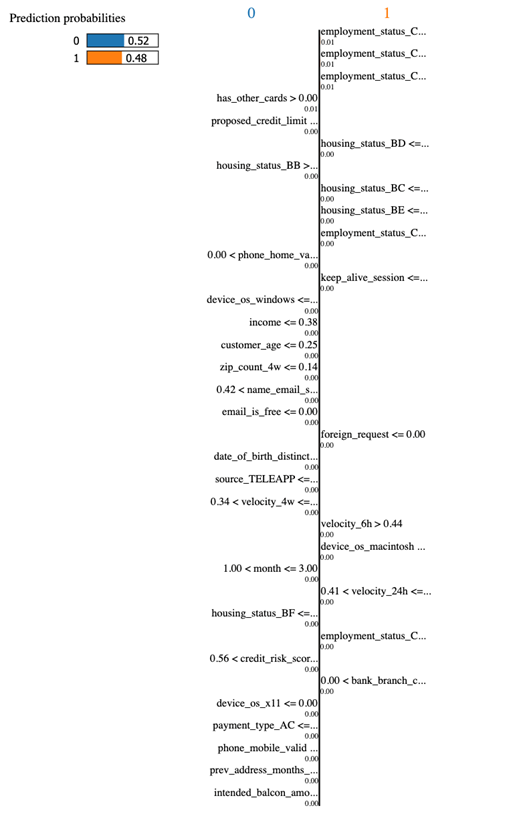 Prediction probabilities
0 0.52
1 0.48
0 1
employment_status_C...
0.01
employment_status_C...
0.01
employment_status_C...
0.01
has_other_cards > 0.00
0.01
proposed_credit_limit ...
0.00
housing_status_BD <=...
0.00
housing_status_BB >...
0.00
housing_status_BC <=...
0.00
housing_status_BE <=...
0.00
employment_status_C...
0.00
0.00 < phone_home_va...
0.00
keep_alive_session <=...
0.00
device_os_windows <=...
0.00
income <= 0.38
0.00
customer_age <= 0.25
0.00
zip_count_4w <= 0.14
0.00
0.42 < name_email_s...
0.00
email_is_free <= 0.00
0.00
foreign_request <= 0.00
0.00
date_of_birth_distinct...
0.00
source_TELEAPP <=...
0.00
0.34 < velocity_4w <=...
0.00
velocity_6h > 0.44
0.00
device_os_macintosh ...
0.00
1.00 < month <= 3.00
0.00
0.41 < velocity_24h <=...
0.00
housing_status_BF <=...
0.00
employment_status_C...
0.00
0.56 < credit_risk_scor...
0.00
0.00 < bank_branch_c...
0.00
device_os_x11 <= 0.00
0.00
payment_type_AC <=...
0.00
phone_mobile_valid ...
0.00
prev_address_months_...
0.00
intended_balcon_amo...
0.00